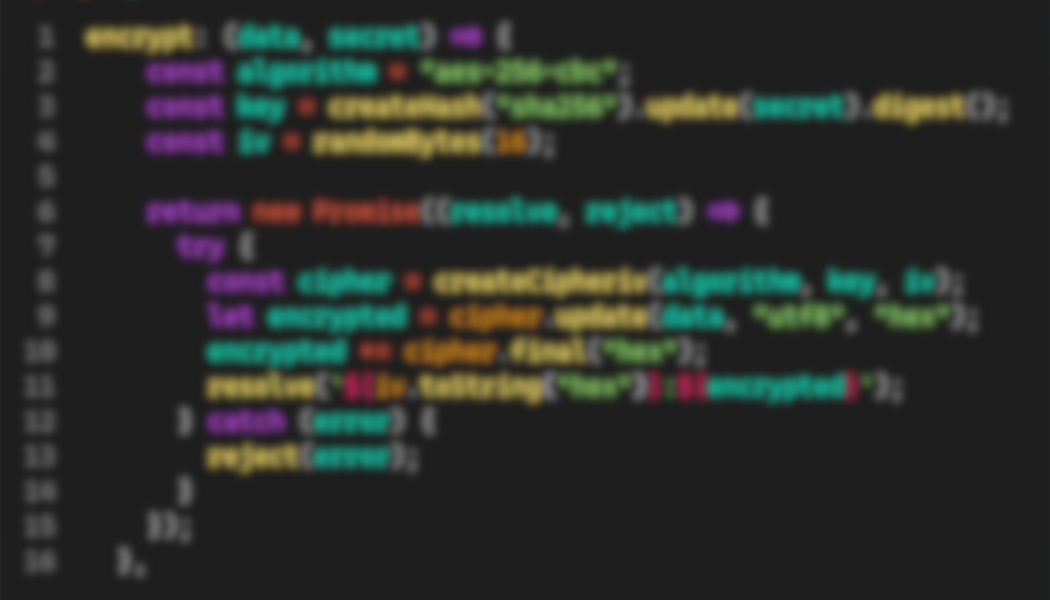 1 encrypt: (data, secret) => {
2 const algorithm = "aes-256-cbc";
3 const key = createHash("sha256").update(secret).digest();
4 const iv = randomBytes(16);
5
6 return new Promise((resolve, reject) => {
7 try {
8 const cipher = createCipheriv(algorithm, key, iv);
9 let encrypted = cipher.update(data, "utf8", "hex");
10 encrypted += cipher.final("hex");
11 resolve(`${iv.toString("hex")}:${encrypted}`);
12 } catch (error) {
13 reject(error);
14 }
15 });
16 },